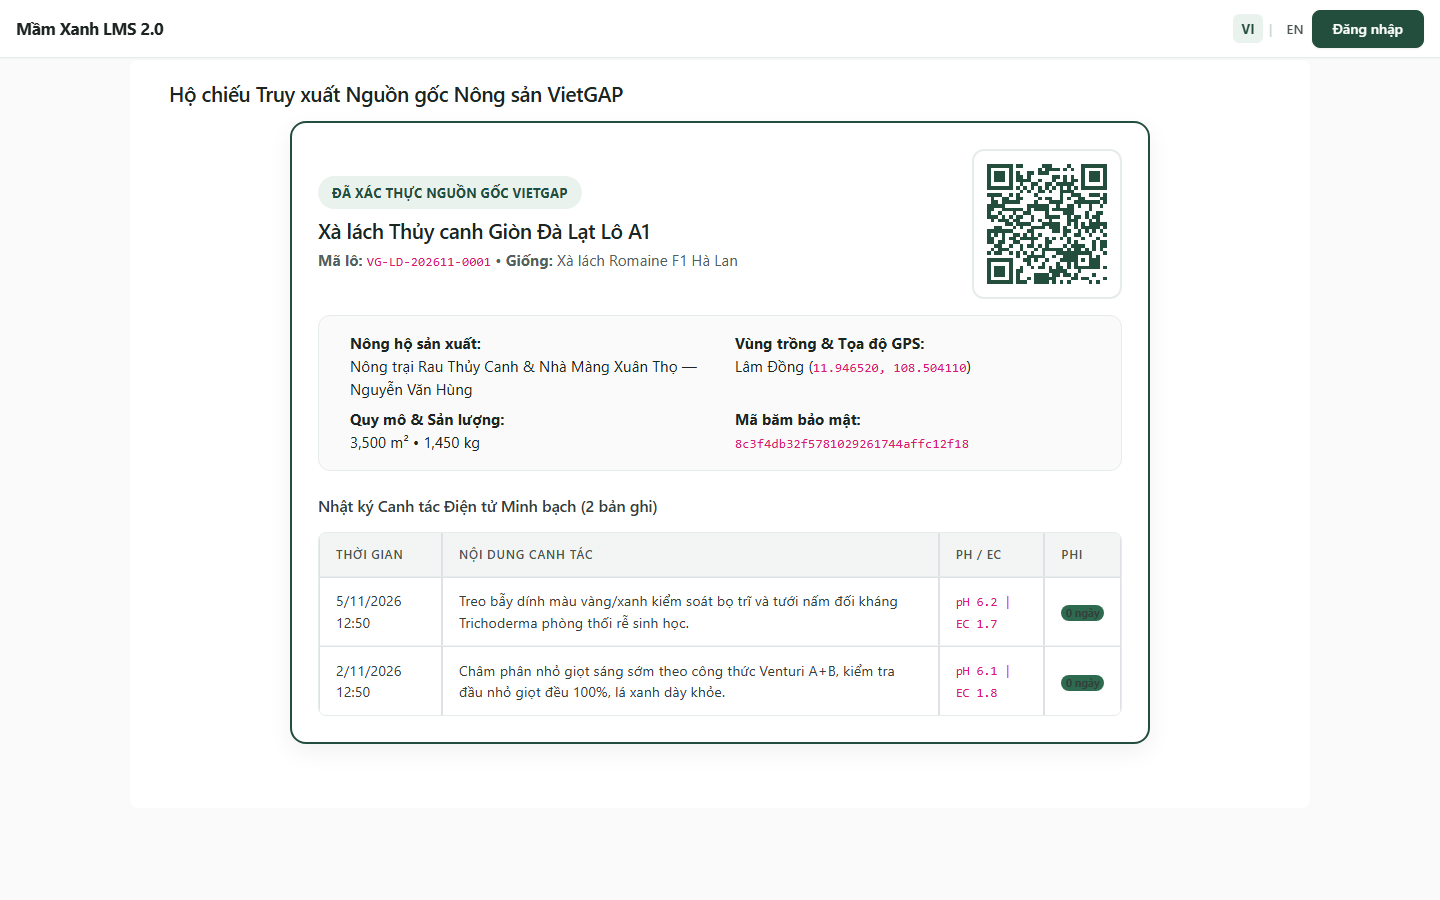 Mầm Xanh LMS 2.0
VI | EN Đăng nhập
Hộ chiếu Truy xuất Nguồn gốc Nông sản VietGAP
ĐÃ XÁC THỰC NGUỒN GỐC VIETGAP
Xà lách Thủy canh Giòn Đà Lạt Lô A1
Mã lô: VG-LD-202611-0001 • Giống: Xà lách Romaine F1 Hà Lan
Nông hộ sản xuất:
Nông trại Rau Thủy Canh & Nhà Màng Xuân Thọ —
Nguyễn Văn Hùng
Vùng trồng & Tọa độ GPS:
Lâm Đồng (11.946520, 108.504110)
Quy mô & Sản lượng:
3,500 m² • 1,450 kg
Mã băm bảo mật:
8c3f4db32f5781029261744affc12f18
Nhật ký Canh tác Điện tử Minh bạch (2 bản ghi)
THỜI GIAN NỘI DUNG CANH TÁC PH / EC PHI
5/11/2026
12:50
Treo bẫy dính màu vàng/xanh kiểm soát bọ trĩ và tưới nấm đối kháng
Trichoderma phòng thối rễ sinh học.
pH 6.2 |
EC 1.7
0 ngày
2/11/2026
12:50
Châm phân nhỏ giọt sáng sớm theo công thức Venturi A+B, kiểm tra
đầu nhỏ giọt đều 100%, lá xanh dày khỏe.
pH 6.1 |
EC 1.8
0 ngày